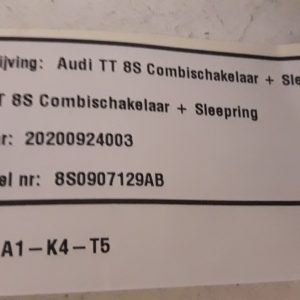 ijving: Audi TT 8S Combischakelaar + Sle
T 8S Combischakelaar + Sleepring
r: 20200924003
el nr: 8S0907129AB
A1-K4-T5